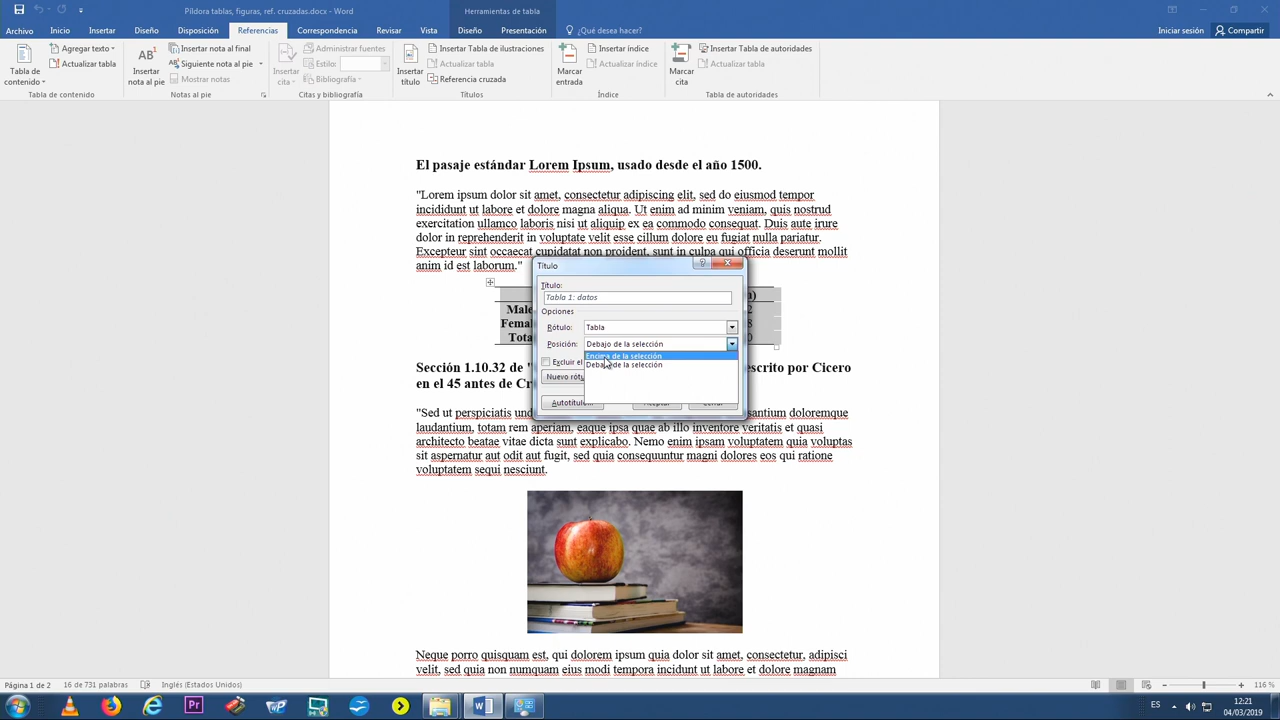 Píldora tablas, figuras, ref. cruzadas.docx - Word
Herramientas de tabla
Archivo Inicio Insertar Diseño Disposición Referencias Correspondencia Revisar Vista Diseño Presentación ¿Qué desea hacer? Iniciar sesión Compartir
Tabla de contenido
Agregar texto
Actualizar tabla
Tabla de contenido
AB¹
Insertar nota al pie
Insertar nota al final
Siguiente nota al pie
Mostrar notas
Notas al pie
Insertar cita
Administrar fuentes
Estilo:
Bibliografía
Citas y bibliografía
Insertar título
Insertar Tabla de ilustraciones
Actualizar tabla
Referencia cruzada
Títulos
Marcar entrada
Insertar índice
Actualizar índice
Índice
Marcar cita
Insertar Tabla de autoridades
Actualizar tabla
Tabla de autoridades
El pasaje estándar Lorem Ipsum, usado desde el año 1500.
"Lorem ipsum dolor sit amet, consectetur adipiscing elit, sed do eiusmod tempor
incididunt ut labore et dolore magna aliqua. Ut enim ad minim veniam, quis nostrud
exercitation ullamco laboris nisi ut aliquip ex ea commodo consequat. Duis aute irure
dolor in reprehenderit in voluptate velit esse cillum dolore eu fugiat nulla pariatur.
Excepteur sint occaecat cupidatat non proident, sunt in culpa qui officia deserunt mollit
anim id est laborum."
Título
Título:
Tabla 1: datos
Opciones
Rótulo: Tabla
Posición: Debajo de la selección
Encima de la selección
Debajo de la selección
Excluir el
Nuevo rótu
Autotítulo...
Aceptar
Cerrar
Male 2
Fema 8
Tota 0
Sección 1.10.32 de " escrito por Cicero
en el 45 antes de Cr
"Sed ut perspiciatis und santium doloremque
laudantium, totam rem aperiam, eaque ipsa quae ab illo inventore veritatis et quasi
architecto beatae vitae dicta sunt explicabo. Nemo enim ipsam voluptatem quia voluptas
sit aspernatur aut odit aut fugit, sed quia consequuntur magni dolores eos qui ratione
voluptatem sequi nesciunt.
Neque porro quisquam est, qui dolorem ipsum quia dolor sit amet, consectetur, adipisci
velit, sed quia non numquam eius modi tempora incidunt ut labore et dolore magnam
Página 1 de 2 16 de 731 palabras Inglés (Estados Unidos) 116 %
Pr
ES
12:21
04/03/2019